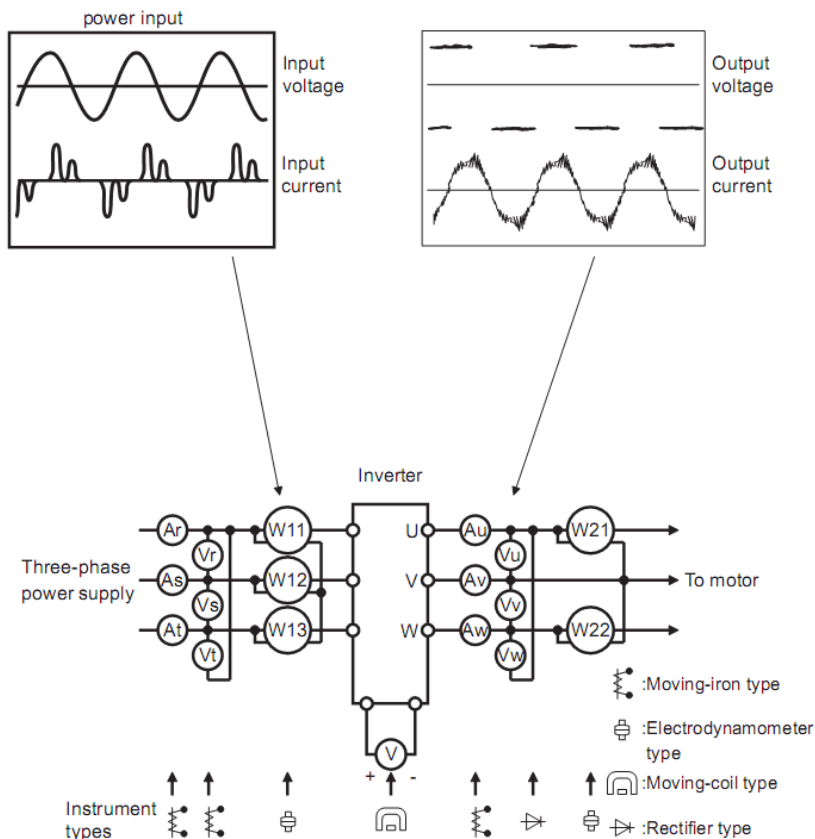 power input
Input
voltage
Input
current
Output
voltage
Output
current
Inverter
Three-phase
power supply
Ar
As
At
Vr
Vs
Vt
W11
W12
W13
U
V
W
Au
Av
Aw
Vu
Vv
Vw
W21
W22
To motor
V
+ -
Instrument
types
:Moving-iron type
:Electrodynamometer
type
:Moving-coil type
:Rectifier type